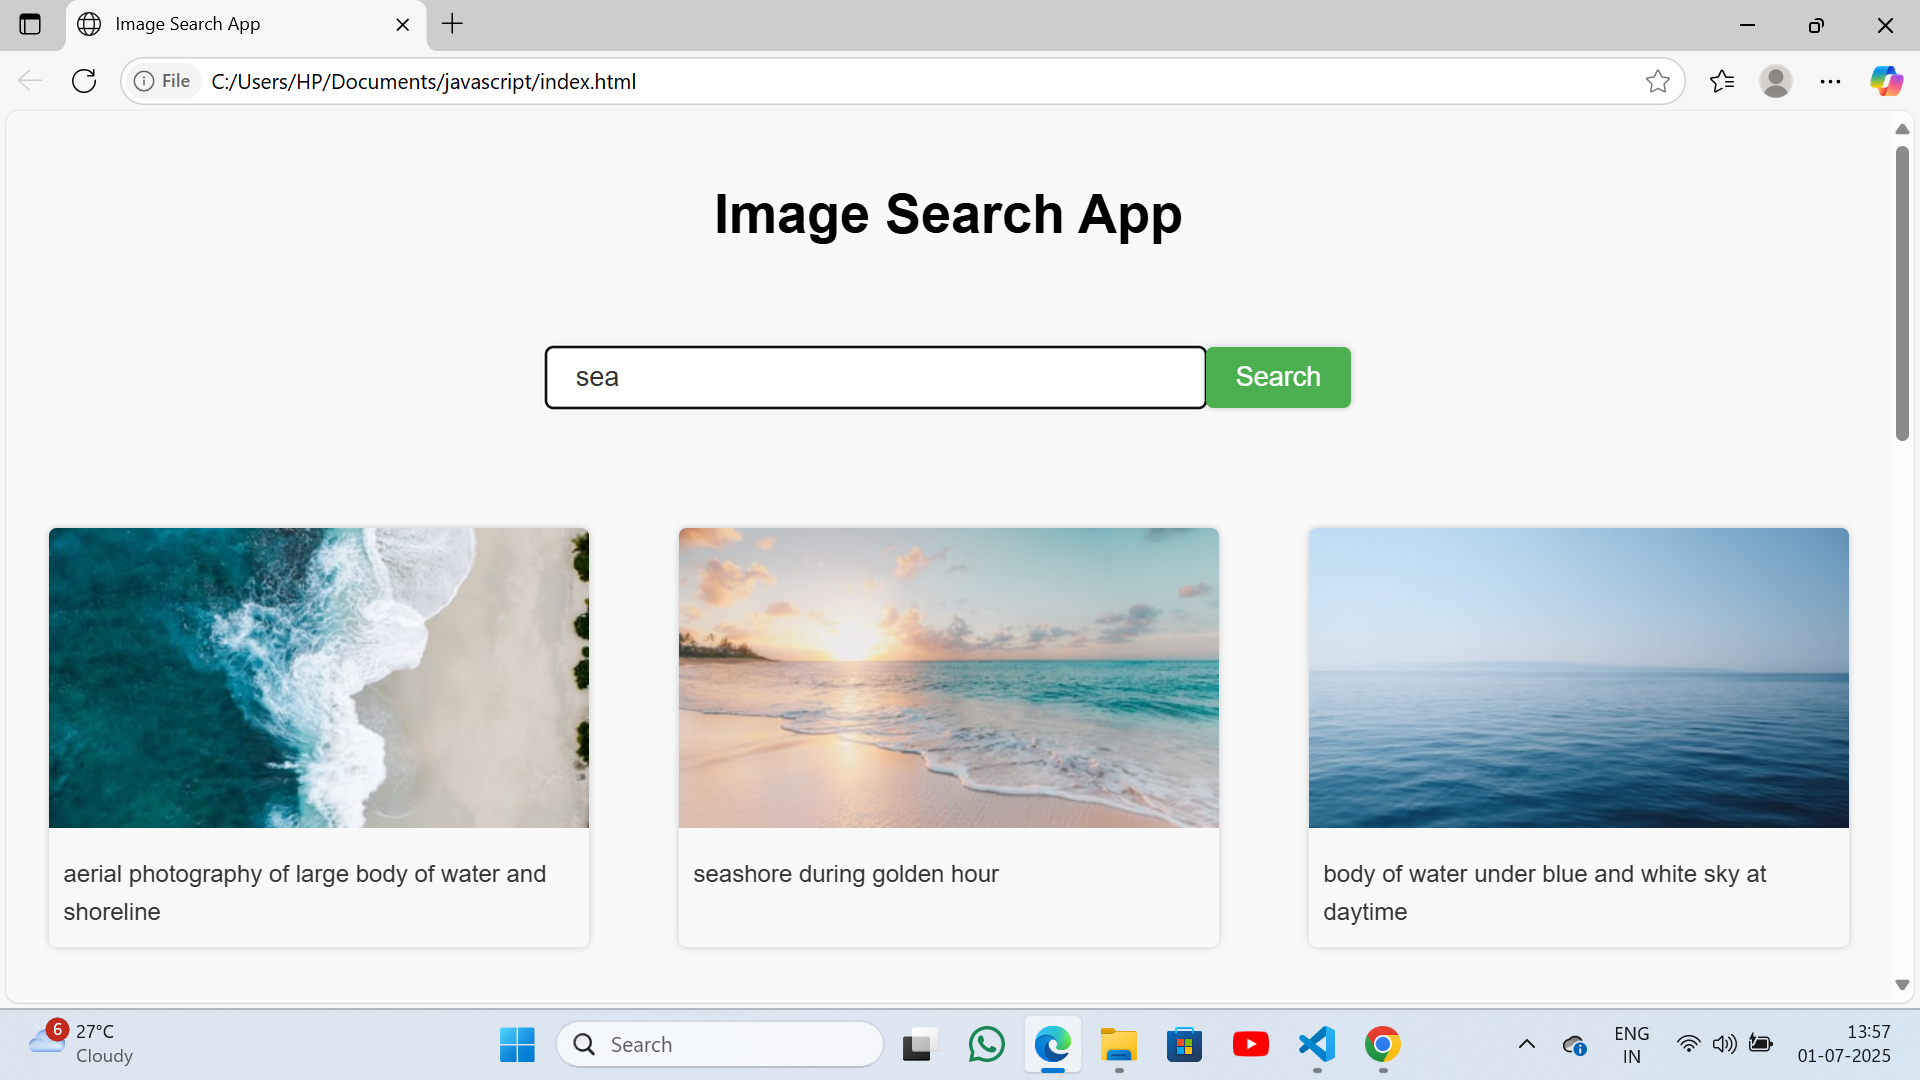 Image Search App
File C:/Users/HP/Documents/javascript/index.html
Image Search App
sea
Search
aerial photography of large body of water and
shoreline
seashore during golden hour
body of water under blue and white sky at
daytime
6
27°C
Cloudy
Search
ENG
IN
13:57
01-07-2025